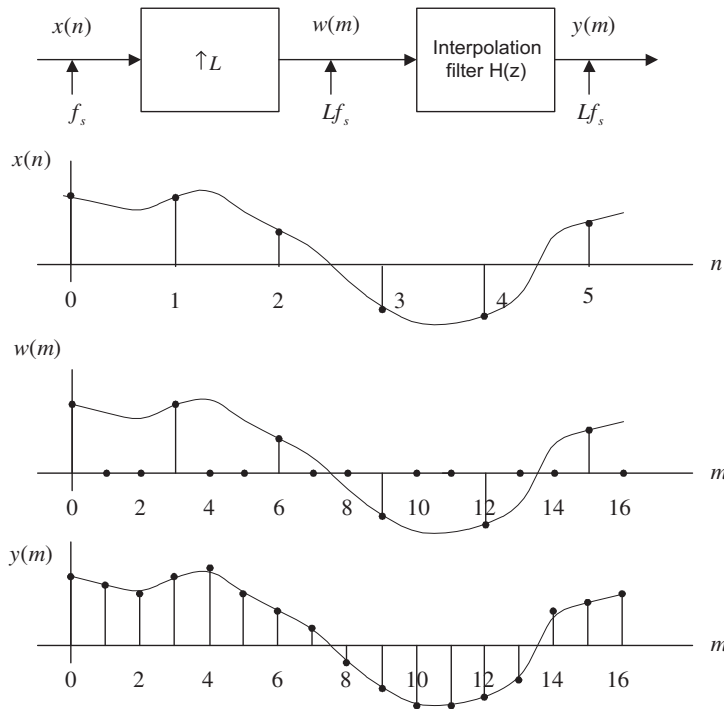 x(n) w(m) y(m)
↑L
Interpolation
filter H(z)
f_s Lf_s Lf_s
x(n)
n
0 1 2 3 4 5
w(m)
m
0 2 4 6 8 10 12 14 16
y(m)
m
0 2 4 6 8 10 12 14 16